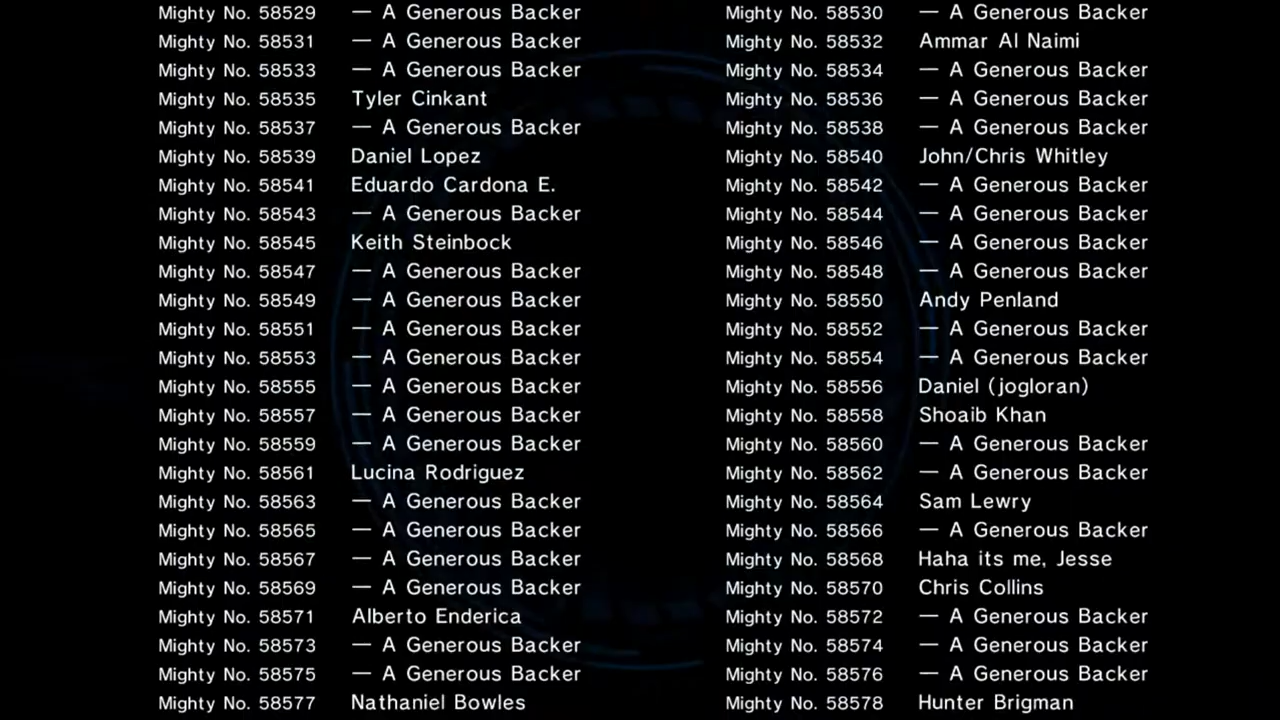 Mighty No. 58529 — A Generous Backer Mighty No. 58530 — A Generous Backer
Mighty No. 58531 — A Generous Backer Mighty No. 58532 Ammar Al Naimi
Mighty No. 58533 — A Generous Backer Mighty No. 58534 — A Generous Backer
Mighty No. 58535 Tyler Cinkant Mighty No. 58536 — A Generous Backer
Mighty No. 58537 — A Generous Backer Mighty No. 58538 — A Generous Backer
Mighty No. 58539 Daniel Lopez Mighty No. 58540 John/Chris Whitley
Mighty No. 58541 Eduardo Cardona E. Mighty No. 58542 — A Generous Backer
Mighty No. 58543 — A Generous Backer Mighty No. 58544 — A Generous Backer
Mighty No. 58545 Keith Steinbock Mighty No. 58546 — A Generous Backer
Mighty No. 58547 — A Generous Backer Mighty No. 58548 — A Generous Backer
Mighty No. 58549 — A Generous Backer Mighty No. 58550 Andy Penland
Mighty No. 58551 — A Generous Backer Mighty No. 58552 — A Generous Backer
Mighty No. 58553 — A Generous Backer Mighty No. 58554 — A Generous Backer
Mighty No. 58555 — A Generous Backer Mighty No. 58556 Daniel (jogloran)
Mighty No. 58557 — A Generous Backer Mighty No. 58558 Shoaib Khan
Mighty No. 58559 — A Generous Backer Mighty No. 58560 — A Generous Backer
Mighty No. 58561 Lucina Rodriguez Mighty No. 58562 — A Generous Backer
Mighty No. 58563 — A Generous Backer Mighty No. 58564 Sam Lewry
Mighty No. 58565 — A Generous Backer Mighty No. 58566 — A Generous Backer
Mighty No. 58567 — A Generous Backer Mighty No. 58568 Haha its me, Jesse
Mighty No. 58569 — A Generous Backer Mighty No. 58570 Chris Collins
Mighty No. 58571 Alberto Enderica Mighty No. 58572 — A Generous Backer
Mighty No. 58573 — A Generous Backer Mighty No. 58574 — A Generous Backer
Mighty No. 58575 — A Generous Backer Mighty No. 58576 — A Generous Backer
Mighty No. 58577 Nathaniel Bowles Mighty No. 58578 Hunter Brigman